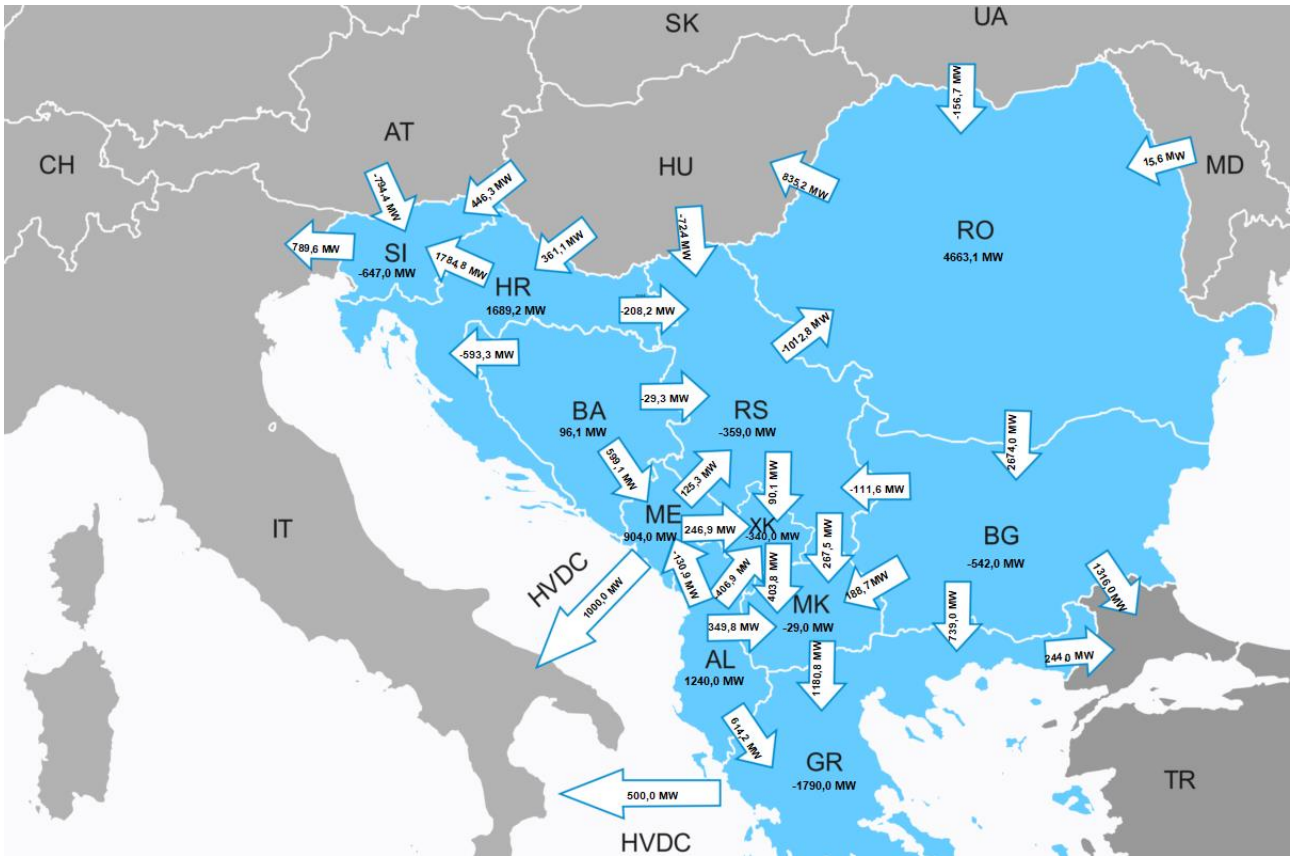 SK
UA
AT
CH
HU
MD
RO
4663,1 MW
-156,7 MW
15,6 MW
835,2 MW
-794,4 MW
446,3 MW
-72,4 MW
789,6 MW
SI
-647,0 MW
1784,8 MW
361,1 MW
HR
1689,2 MW
-208,2 MW
-1012,8 MW
-593,3 MW
-29,3 MW
BA
96,1 MW
RS
-359,0 MW
2674,0 MW
599,1 MW
125,3 MW
90,1 MW
-111,6 MW
IT
ME
904,0 MW
246,9 MW
XK
-340,0 MW
267,5 MW
BG
-542,0 MW
HVDC
1000,0 MW
-130,9 MW
-406,9 MW
403,8 MW
188,7MW
1316,0 MW
MK
-29,0 MW
349,8 MW
739,0 MW
244,0 MW
AL
1240,0 MW
1180,8 MW
614,2 MW
GR
-1790,0 MW
TR
500,0 MW
HVDC